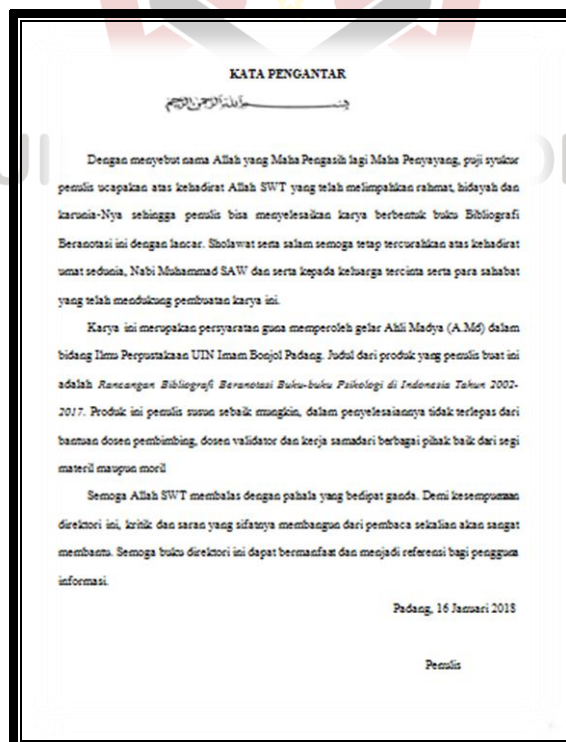 KATA PENGANTAR
Dengan menyebut nama Allah yang Maha Pengasih lagi Maha Penyayang, puji syukur
penulis ucapakan atas kehadirat Allah SWT yang telah melimpahkan rahmat, hidayah dan
karunia-Nya sehingga penulis bisa menyelesaikan karya berbentuk buku Bibliografi
Beranotasi ini dengan lancar. Sholawat serta salam semoga tetap tercurahkan atas kehadirat
umat sedunia, Nabi Muhammad SAW dan serta kepada keluarga tercinta serta para sahabat
yang telah mendukung pembuatan karya ini.
Karya ini merupakan persyaratan guna memperoleh gelar Ahli Madya (A.Md) dalam
bidang Ilmu Perpustakaan UIN Imam Bonjol Padang. Judul dari produk yang penulis buat ini
adalah Rancangan Bibliografi Beranotasi Buku-buku Psikologi di Indonesia Tahun 2002-
2017. Produk ini penulis susun sebaik mungkin, dalam penyelesaiannya tidak terlepas dari
bantuan dosen pembimbing, dosen validator dan kerja samadari berbagai pihak baik dari segi
materil maupun moril
Semoga Allah SWT membalas dengan pahala yang berlipat ganda. Demi kesempurnaan
direktori ini, kritik dan saran yang sifatnya membangun dari pembaca sekalian akan sangat
membantu. Semoga buku direktori ini dapat bermanfaat dan menjadi referensi bagi pengguna
informasi.
Padang, 16 Januari 2018
Penulis